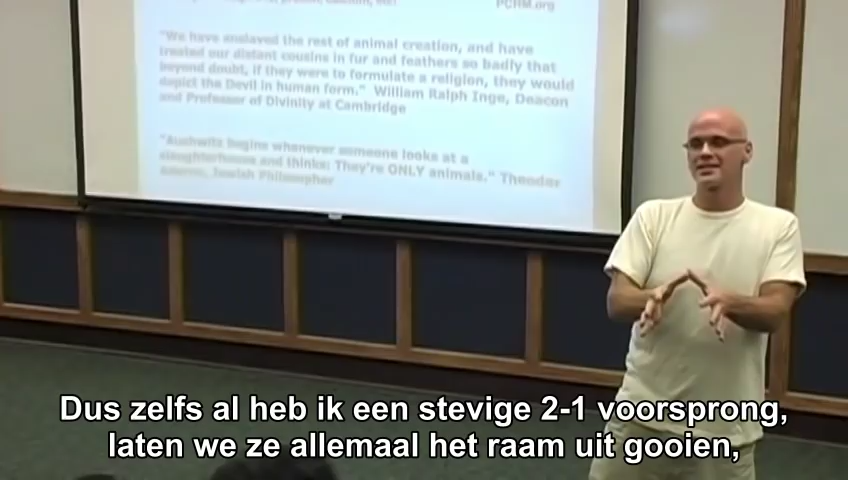 PCRM.org
"We have enslaved the rest of animal creation, and have
treated our distant cousins in fur and feathers so badly that
beyond doubt, if they were to formulate a religion, they would
depict the Devil in human form." William Ralph Inge, Deacon
and Professor of Divinity at Cambridge
"Aushwitz begins whenever someone looks at a
slaughterhouse and thinks: They're ONLY animals." Theodor
Adorno, Jewish Philosopher
Dus zelfs al heb ik een stevige 2-1 voorsprong,
laten we ze allemaal het raam uit gooien,